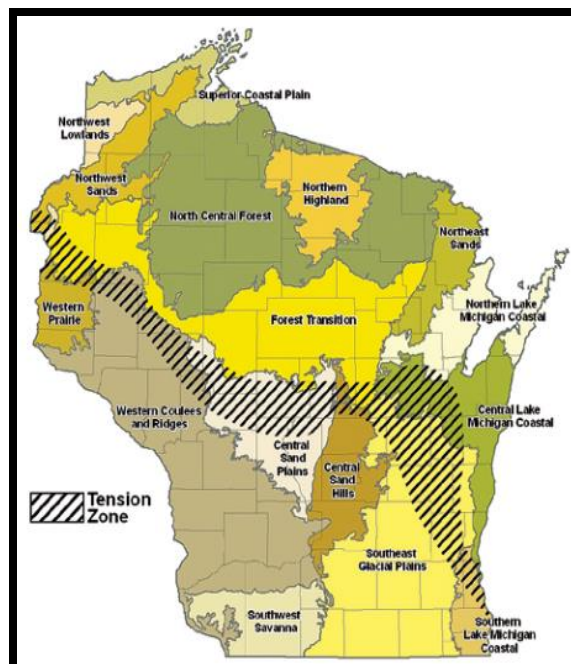 Superior Coastal Plain
Northwest
Lowlands
Northwest
Sands
Northern
Highland
North Central Forest
Northeast
Sands
Western
Prairie
Northern Lake
Michigan Coastal
Forest Transition
Western Coulees
and Ridges
Central
Sand
Plains
Central Lake
Michigan Coastal
Central
Sand
Hills
Tension
Zone
Southeast
Glacial Plains
Southwest
Savanna
Southern
Lake Michigan
Coastal